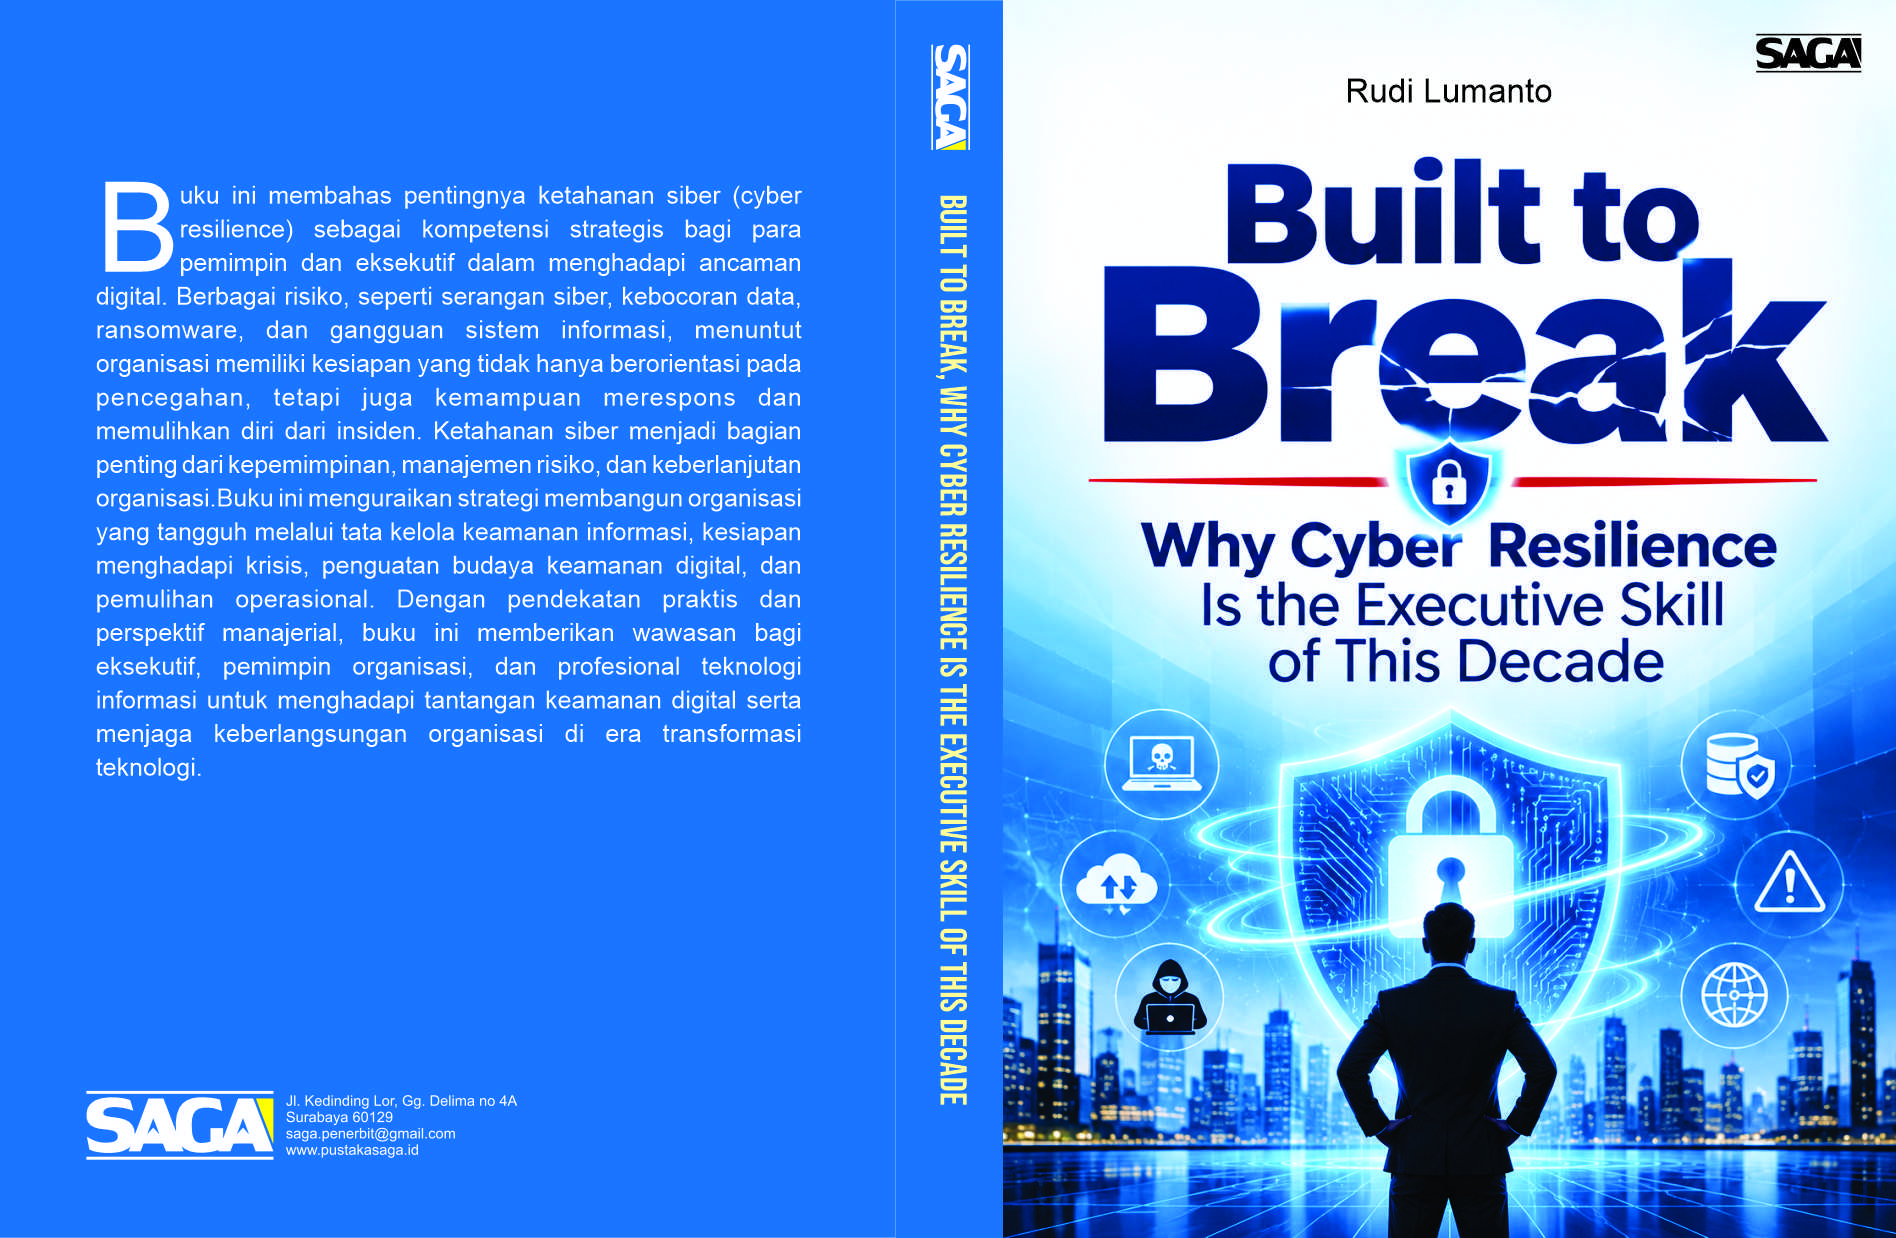 Buku ini membahas pentingnya ketahanan siber (cyber
resilience) sebagai kompetensi strategis bagi para
pemimpin dan eksekutif dalam menghadapi ancaman
digital. Berbagai risiko, seperti serangan siber, kebocoran data,
ransomware, dan gangguan sistem informasi, menuntut
organisasi memiliki kesiapan yang tidak hanya berorientasi pada
pencegahan, tetapi juga kemampuan merespons dan
memulihkan diri dari insiden. Ketahanan siber menjadi bagian
penting dari kepemimpinan, manajemen risiko, dan keberlanjutan
organisasi.Buku ini menguraikan strategi membangun organisasi
yang tangguh melalui tata kelola keamanan informasi, kesiapan
menghadapi krisis, penguatan budaya keamanan digital, dan
pemulihan operasional. Dengan pendekatan praktis dan
perspektif manajerial, buku ini memberikan wawasan bagi
eksekutif, pemimpin organisasi, dan profesional teknologi
informasi untuk menghadapi tantangan keamanan digital serta
menjaga keberlangsungan organisasi di era transformasi
teknologi.
SAGA
Jl. Kedinding Lor, Gg. Delima no 4A
Surabaya 60129
saga.penerbit@gmail.com
www.pustakasaga.id
SAGA
BUILT TO BREAK, WHY CYBER RESILIENCE IS THE EXECUTIVE SKILL OF THIS DECADE
SAGA
Rudi Lumanto
Built to
Break
Why Cyber Resilience
Is the Executive Skill
of This Decade